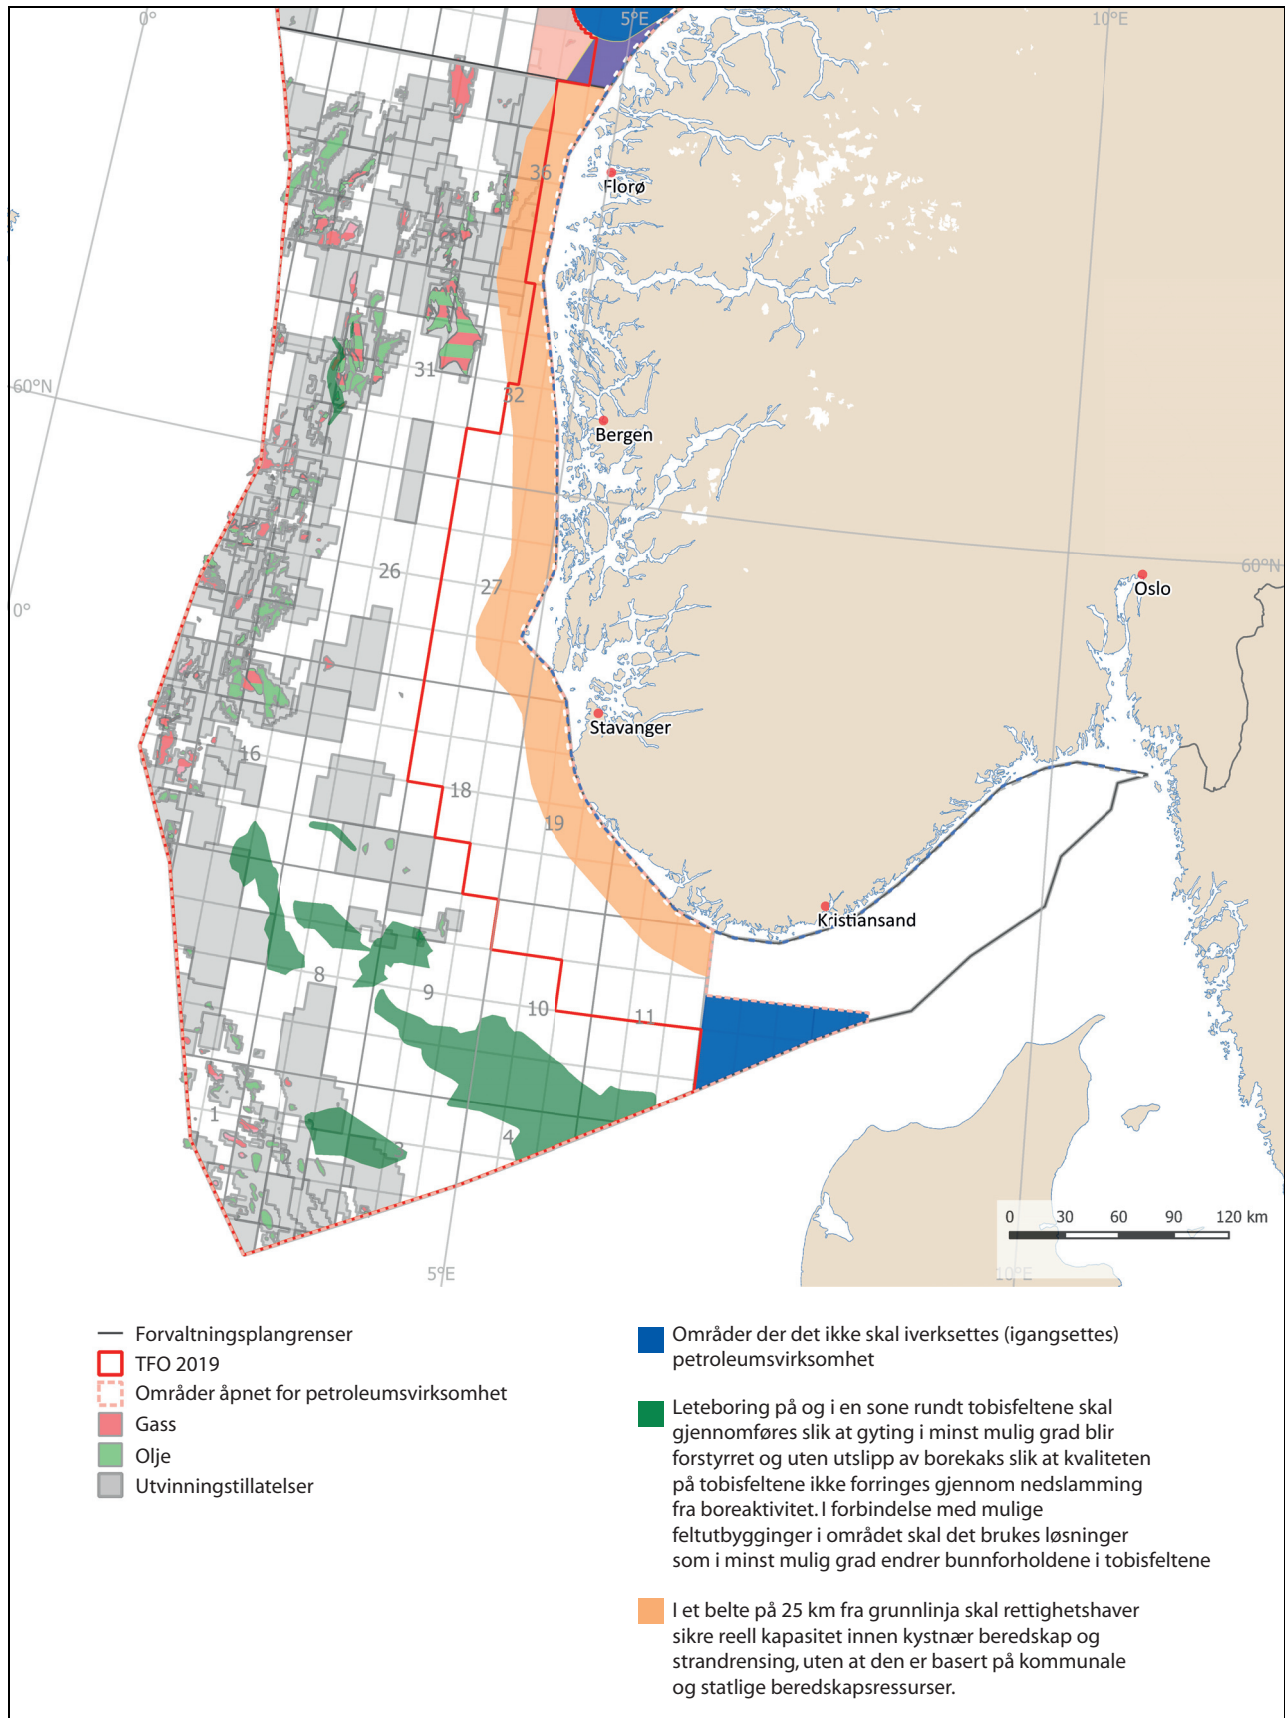 0°
5°E
10°E
35
Florø
60°N
31
32
Bergen
26
27
60°N
Oslo
0°
Stavanger
16
18
19
Kristiansand
8
9
10
11
1
2
3
4
0 30 60 90 120 km
5°E
10°E
Forvaltningsplangrenser
TFO 2019
Områder åpnet for petroleumsvirksomhet
Gass
Olje
Utvinningstillatelser
Områder der det ikke skal iverksettes (igangsettes)
petroleumsvirksomhet
Leteboring på og i en sone rundt tobisfeltene skal
gjennomføres slik at gyting i minst mulig grad blir
forstyrret og uten utslipp av borekaks slik at kvaliteten
på tobisfeltene ikke forringes gjennom nedslamming
fra boreaktivitet. I forbindelse med mulige
feltutbygginger i området skal det brukes løsninger
som i minst mulig grad endrer bunnforholdene i tobisfeltene
I et belte på 25 km fra grunnlinja skal rettighetshaver
sikre reell kapasitet innen kystnær beredskap og
strandrensing, uten at den er basert på kommunale
og statlige beredskapsressurser.